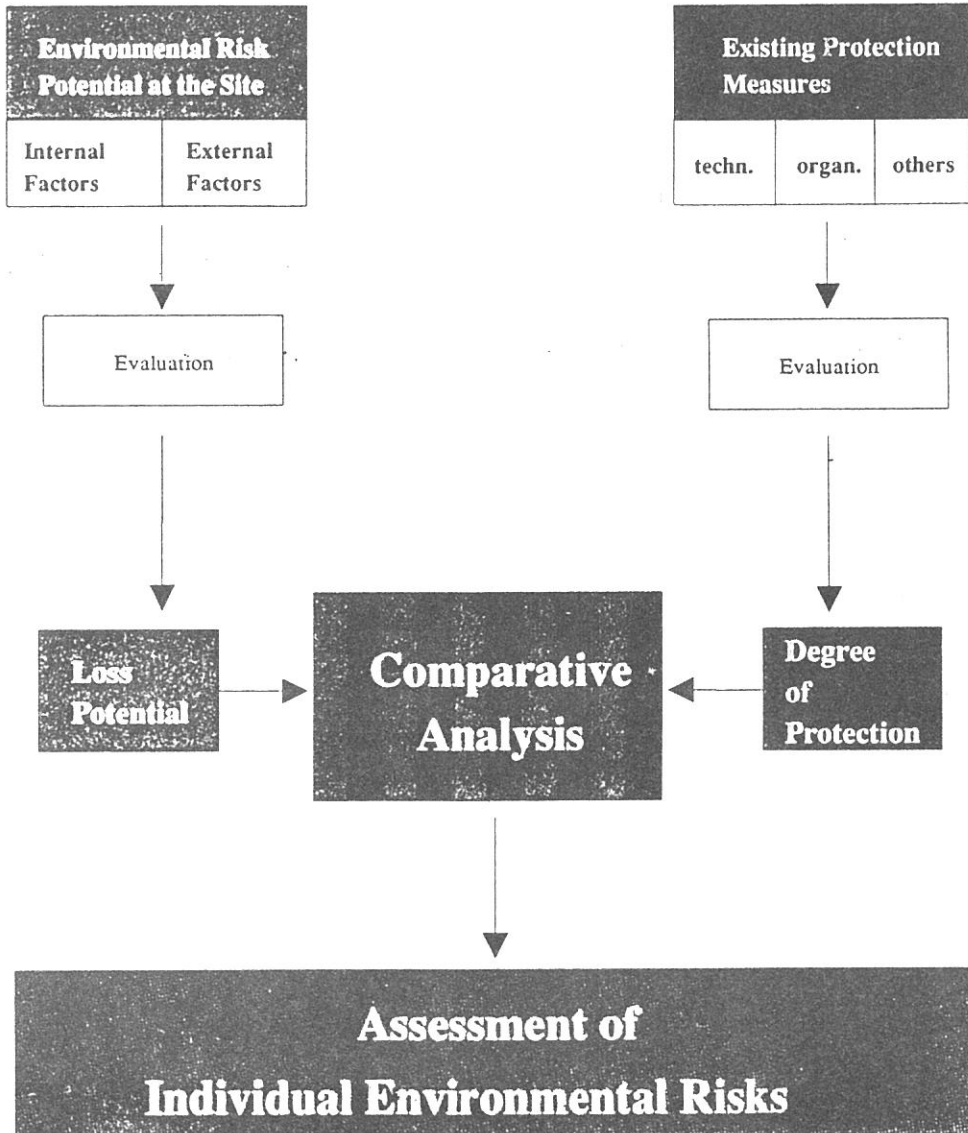 Environmental Risk
Potential at the Site
Internal
Factors
External
Factors
Existing Protection
Measures
techn.
organ.
others
Evaluation
Evaluation
Loss
Potential
Comparative
Analysis
Degree
of
Protection
Assessment of
Individual Environmental Risks